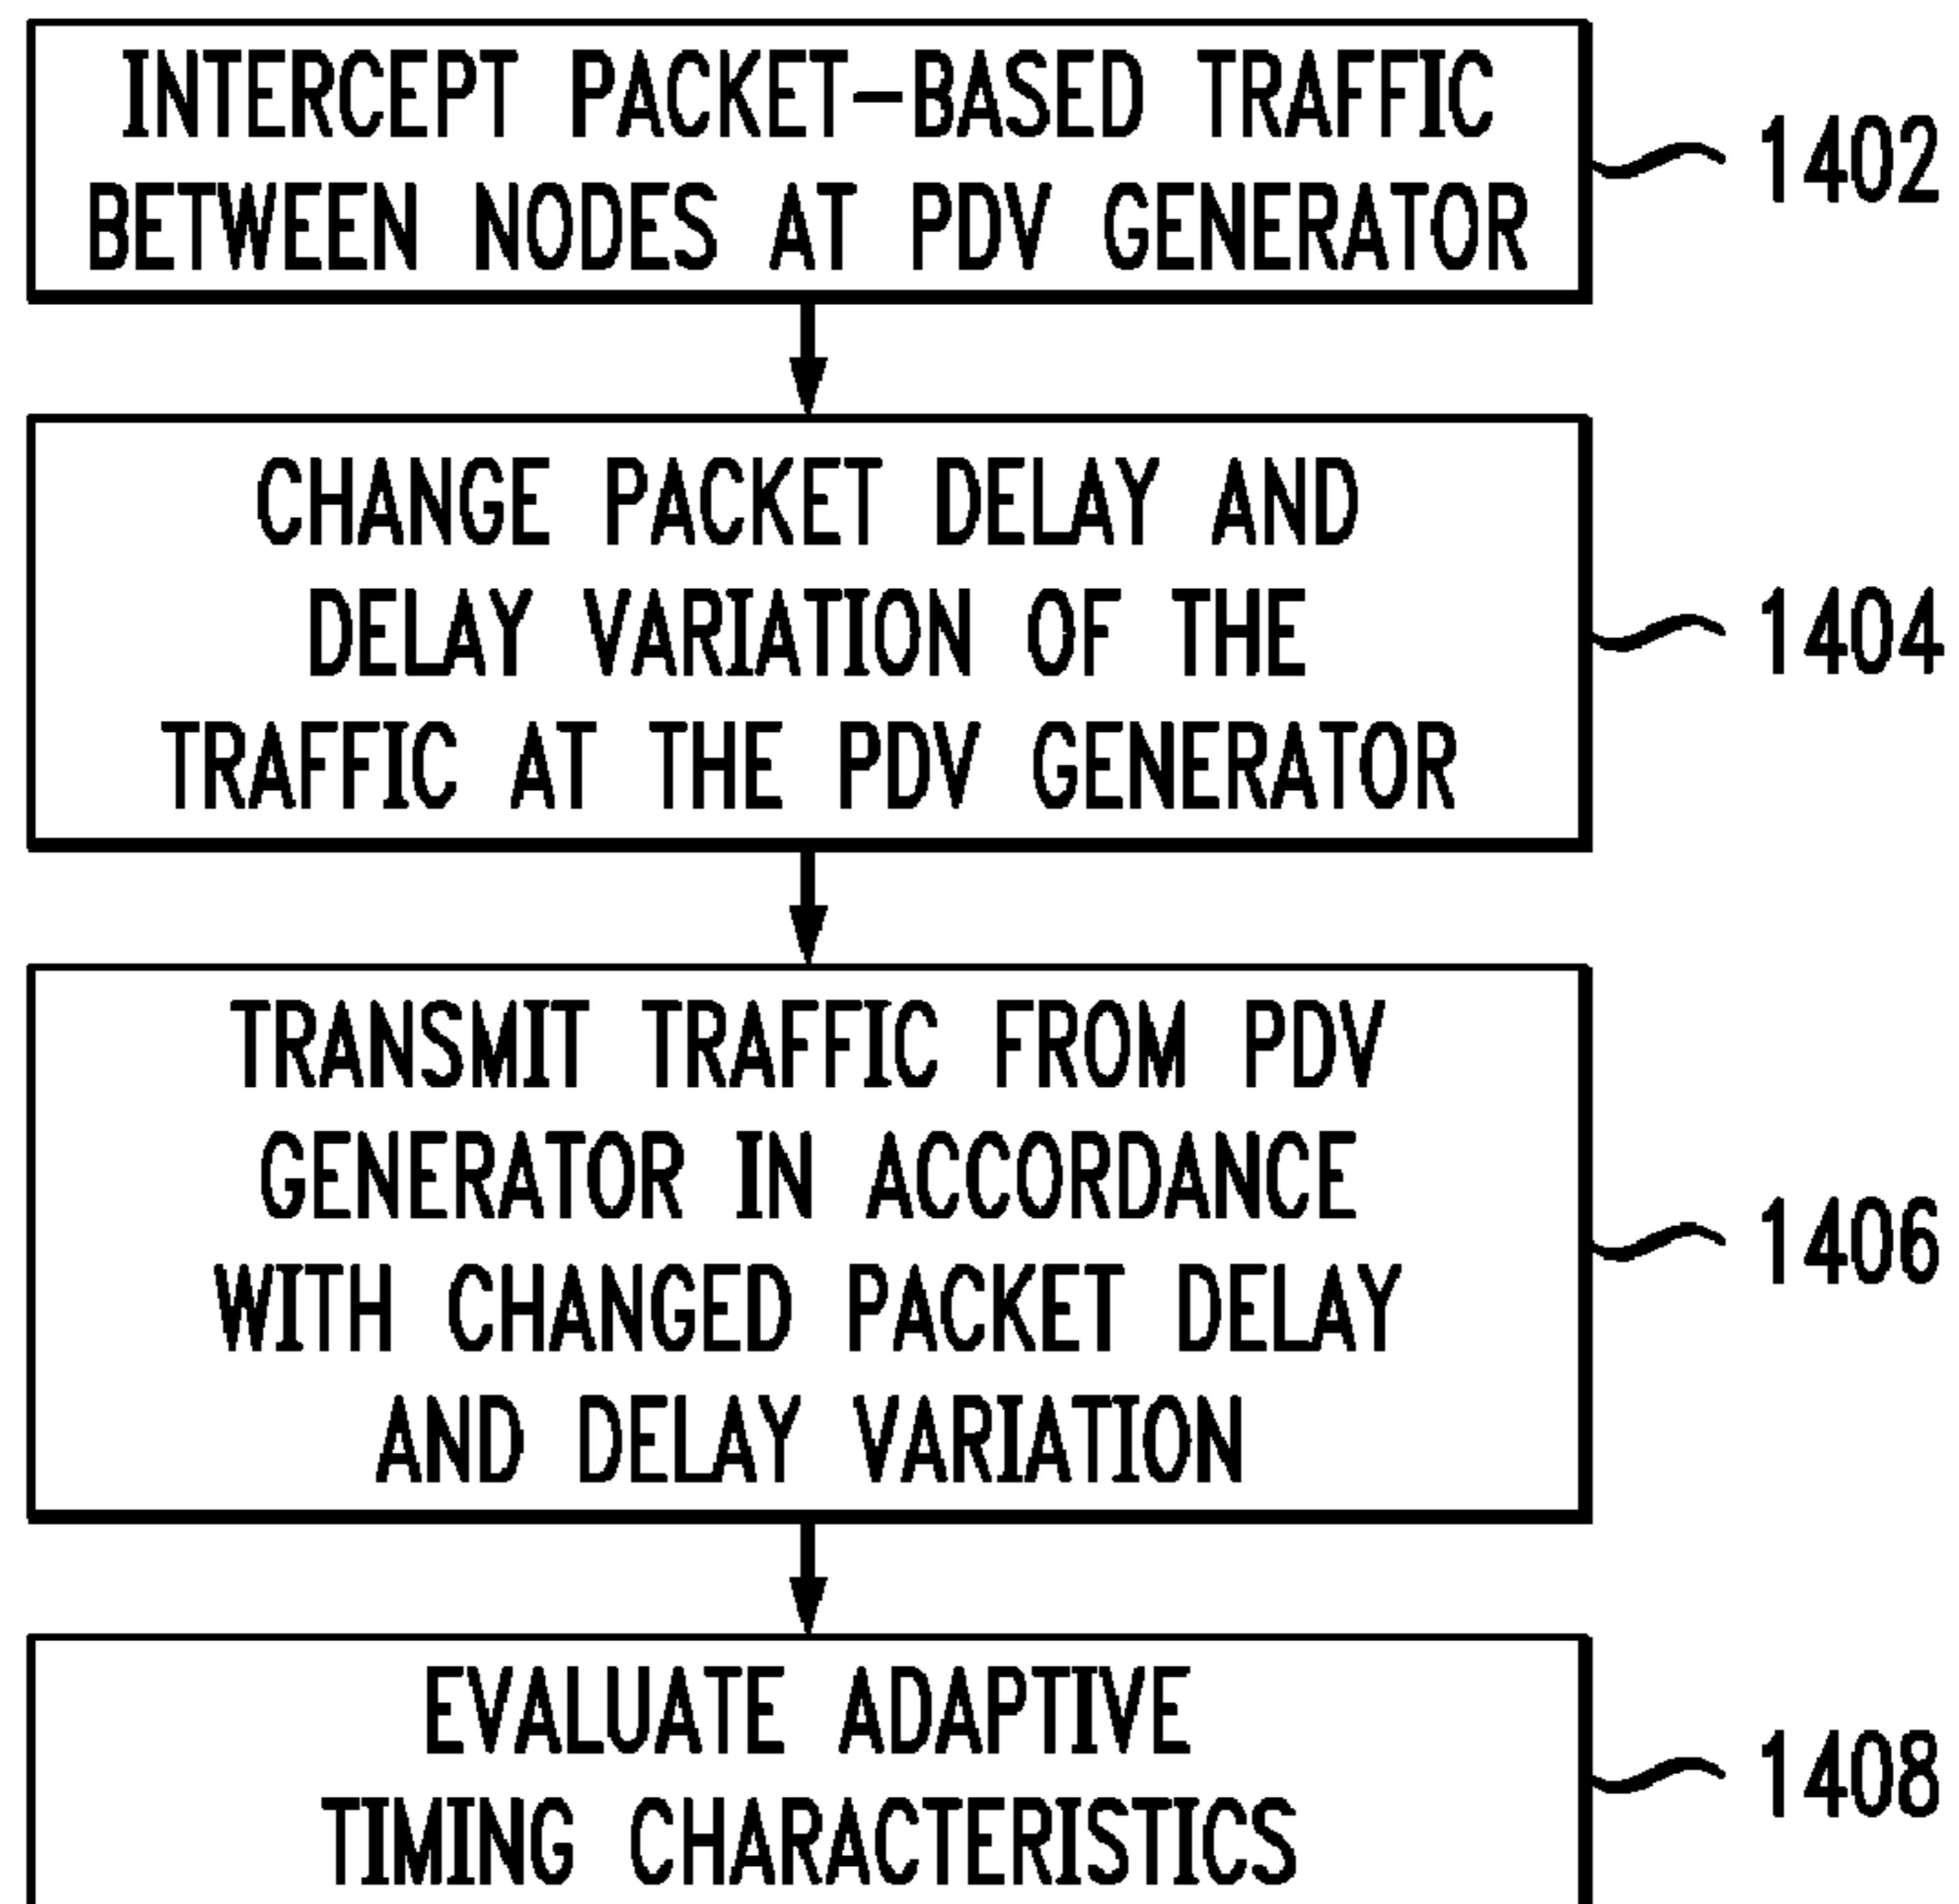 INTERCEPT PACKET-BASED TRAFFIC
BETWEEN NODES AT PDV GENERATOR
1402
CHANGE PACKET DELAY AND
DELAY VARIATION OF THE
TRAFFIC AT THE PDV GENERATOR
1404
TRANSMIT TRAFFIC FROM PDV
GENERATOR IN ACCORDANCE
WITH CHANGED PACKET DELAY
AND DELAY VARIATION
1406
EVALUATE ADAPTIVE
TIMING CHARACTERISTICS
1408